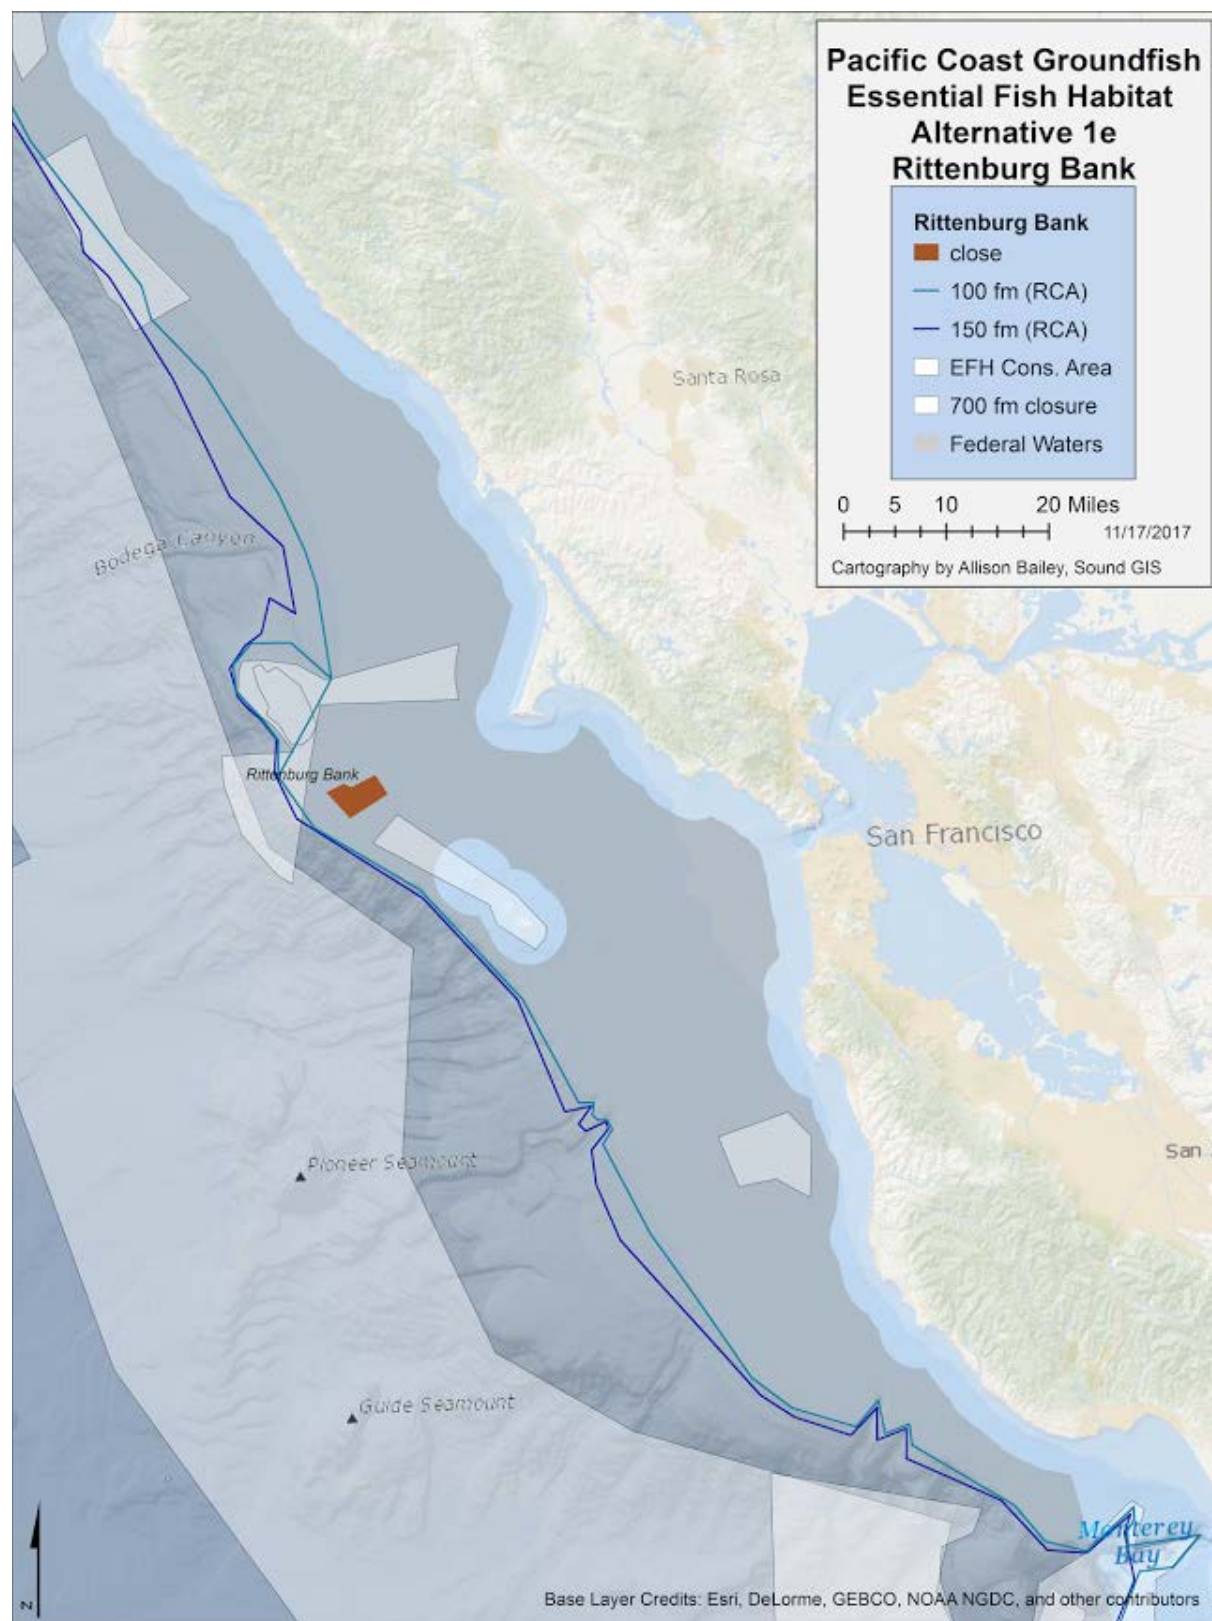 Pacific Coast Groundfish
Essential Fish Habitat
Alternative 1e
Rittenburg Bank
Rittenburg Bank
close
100 fm (RCA)
150 fm (RCA)
EFH Cons. Area
700 fm closure
Federal Waters
0 5 10 20 Miles
11/17/2017
Cartography by Allison Bailey, Sound GIS
Santa Rosa
Bodega Canyon
Rittenburg Bank
San Francisco
San
Pioneer Seamount
Guide Seamount
Monterey
Bay
N
Base Layer Credits: Esri, DeLorme, GEBCO, NOAA NGDC, and other contributors